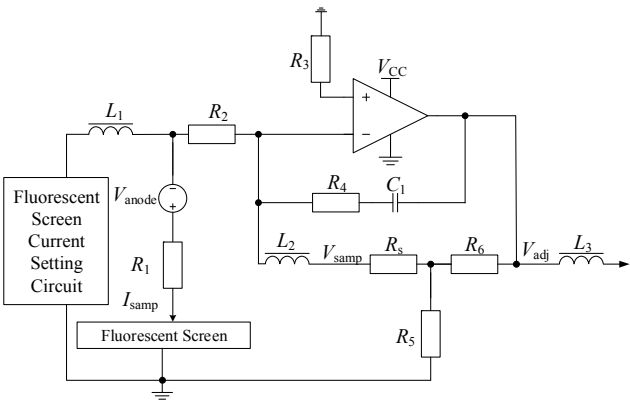 R3
VCC
+
−
L1
R2
R4
C1
Fluorescent
Screen
Current
Setting
Circuit
Vanode
−
+
R1
Isamp
Fluorescent Screen
L2
Vsamp
Rs
R6
Vadj
L3
R5